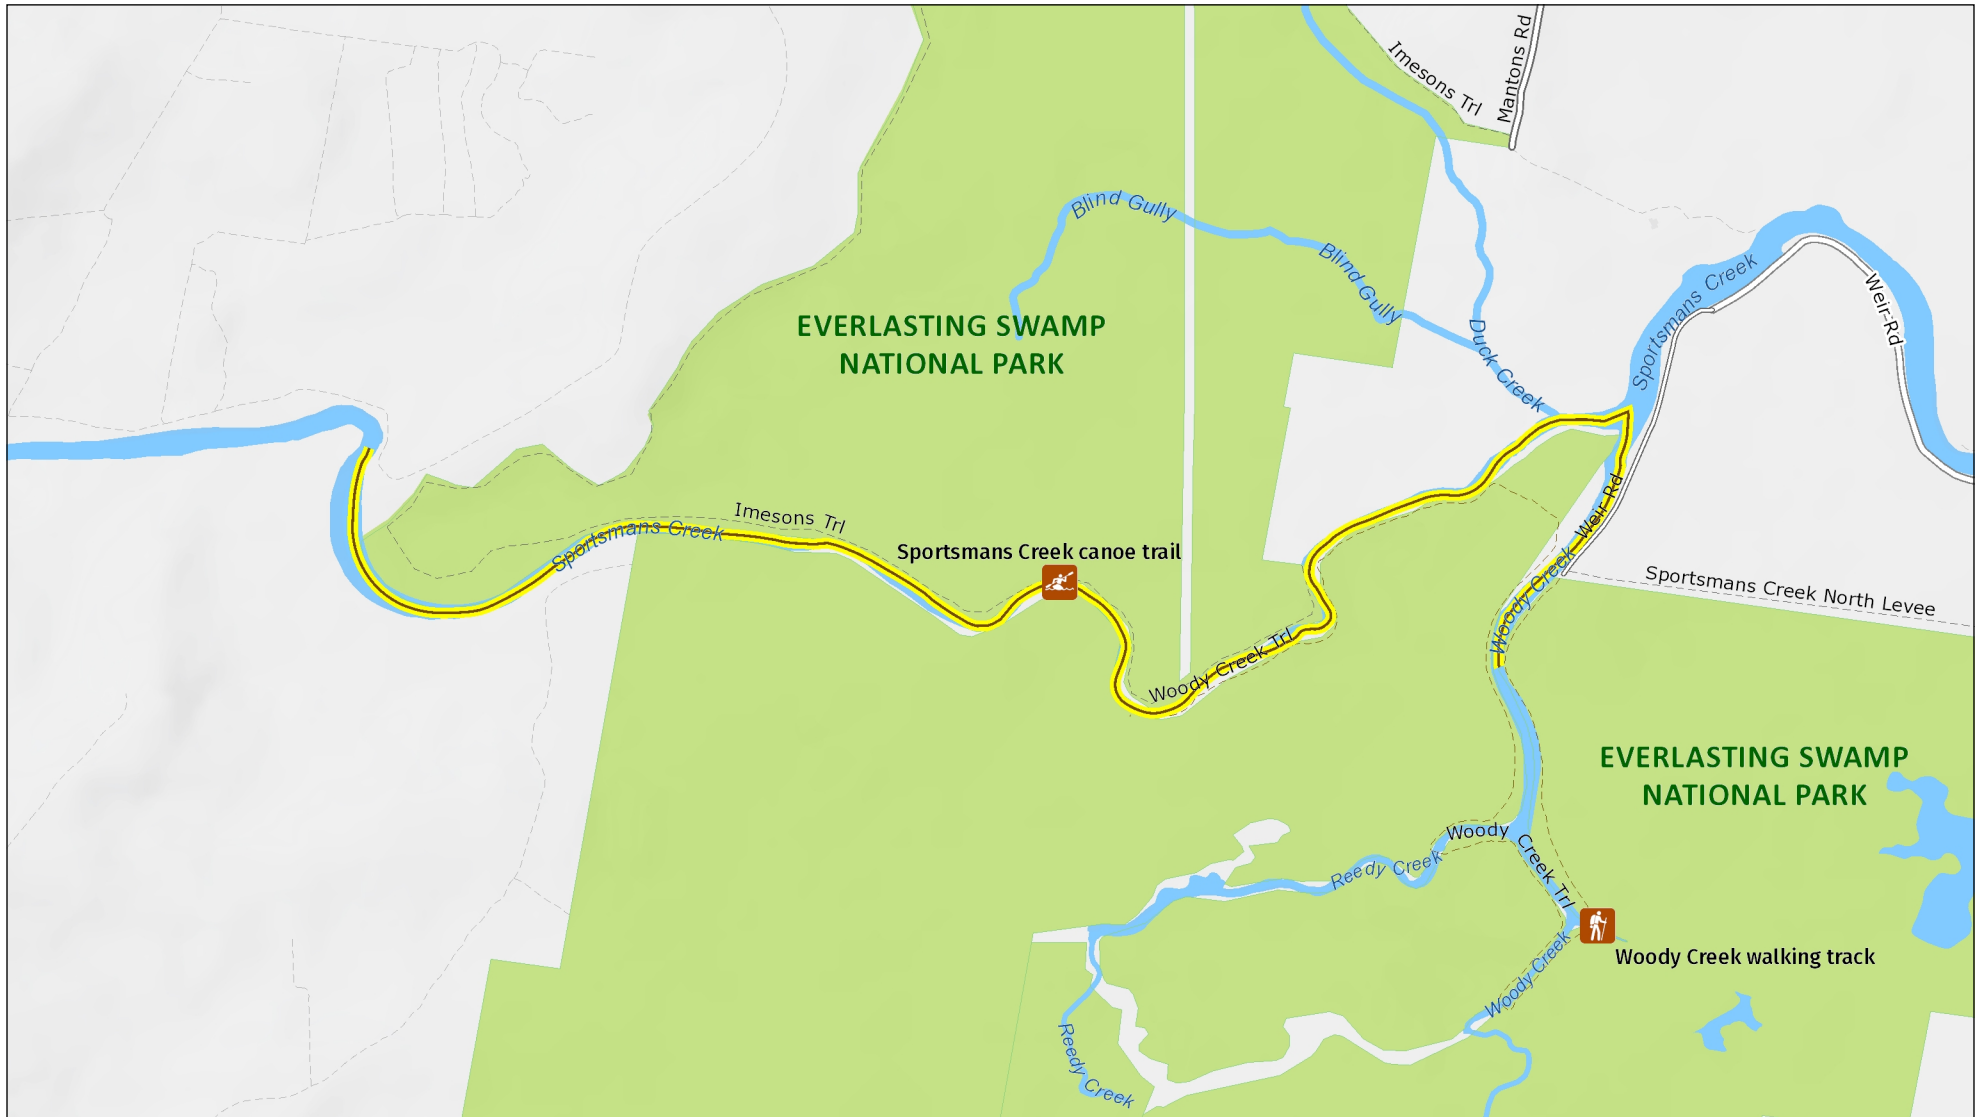 Imesons Trl
Mantons Rd
Blind Gully
Blind Gully
Sportsmans Creek
Weir Rd
EVERLASTING SWAMP
NATIONAL PARK
Duck Creek
Imesons Trl
Sportsmans Creek
Weir Rd
Sportsmans Creek canoe trail
Woody Creek
Sportsmans Creek North Levee
Woody Creek Trl
EVERLASTING SWAMP
NATIONAL PARK
Woody
Creek Trl
Reedy Creek
Woody Creek walking track
Woody Creek
Reedy Creek